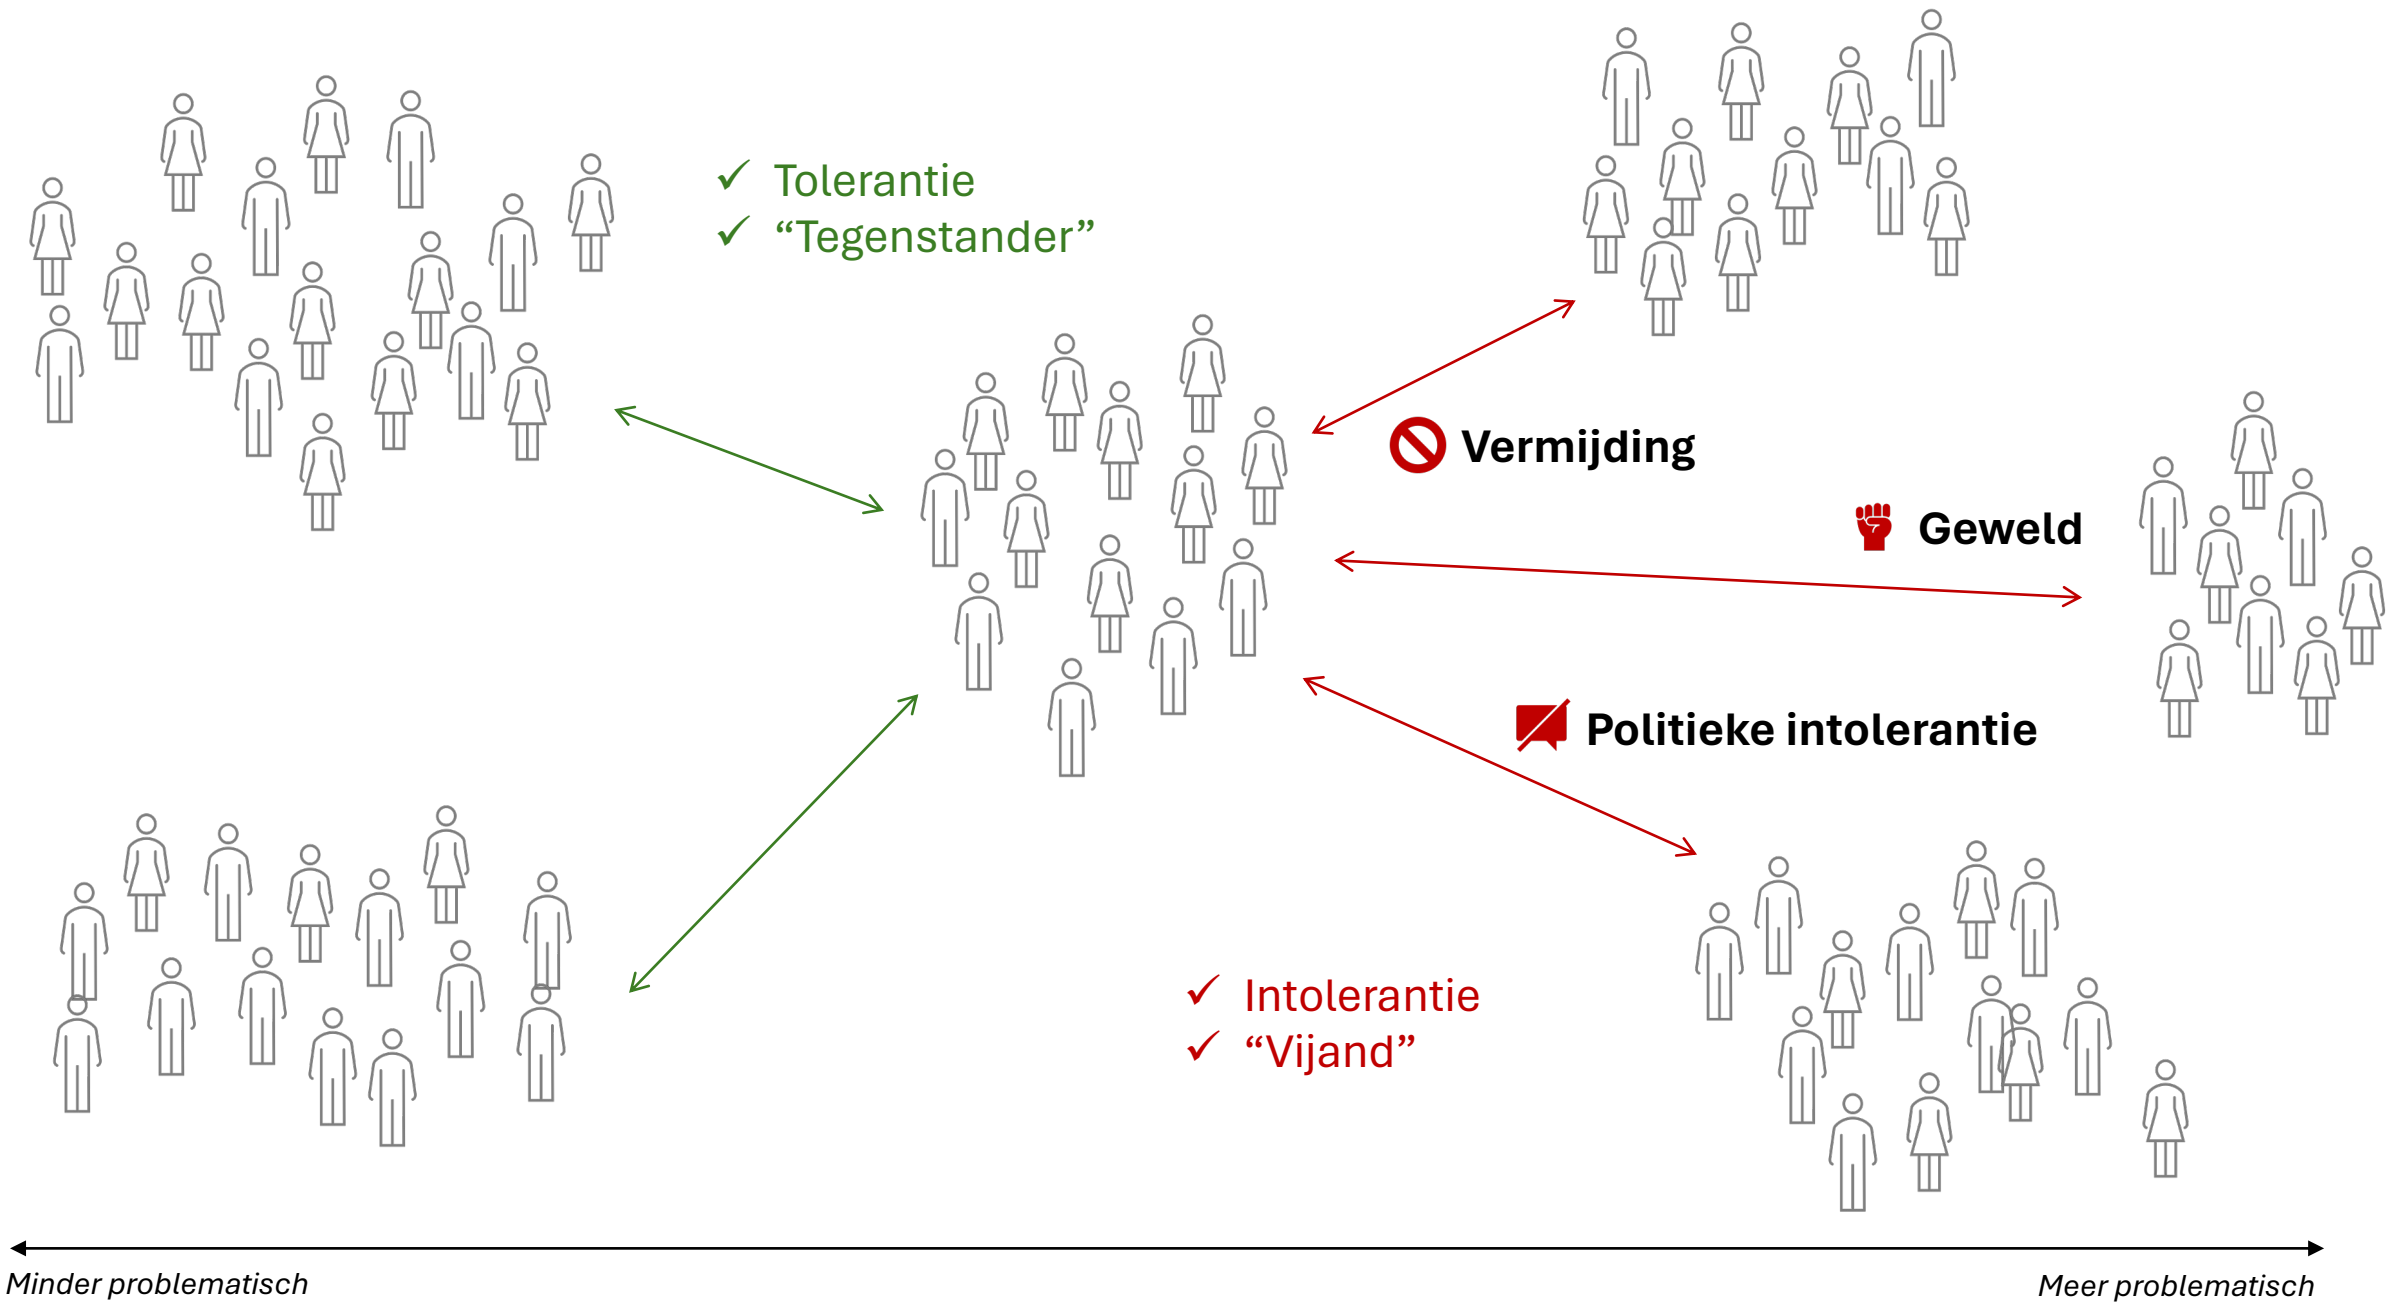 Tolerantie
“Tegenstander”
Vermijding
Geweld
Politieke intolerantie
Intolerantie
“Vijand”
Minder problematisch
Meer problematisch